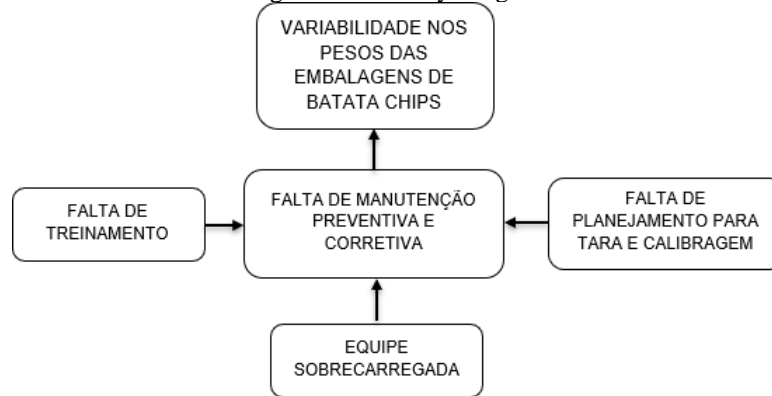 VARIABILIDADE NOS
PESOS DAS
EMBALAGENS DE
BATATA CHIPS
FALTA DE
TREINAMENTO
FALTA DE MANUTENÇÃO
PREVENTIVA E
CORRETIVA
FALTA DE
PLANEJAMENTO PARA
TARA E CALIBRAGEM
EQUIPE
SOBRECARREGADA